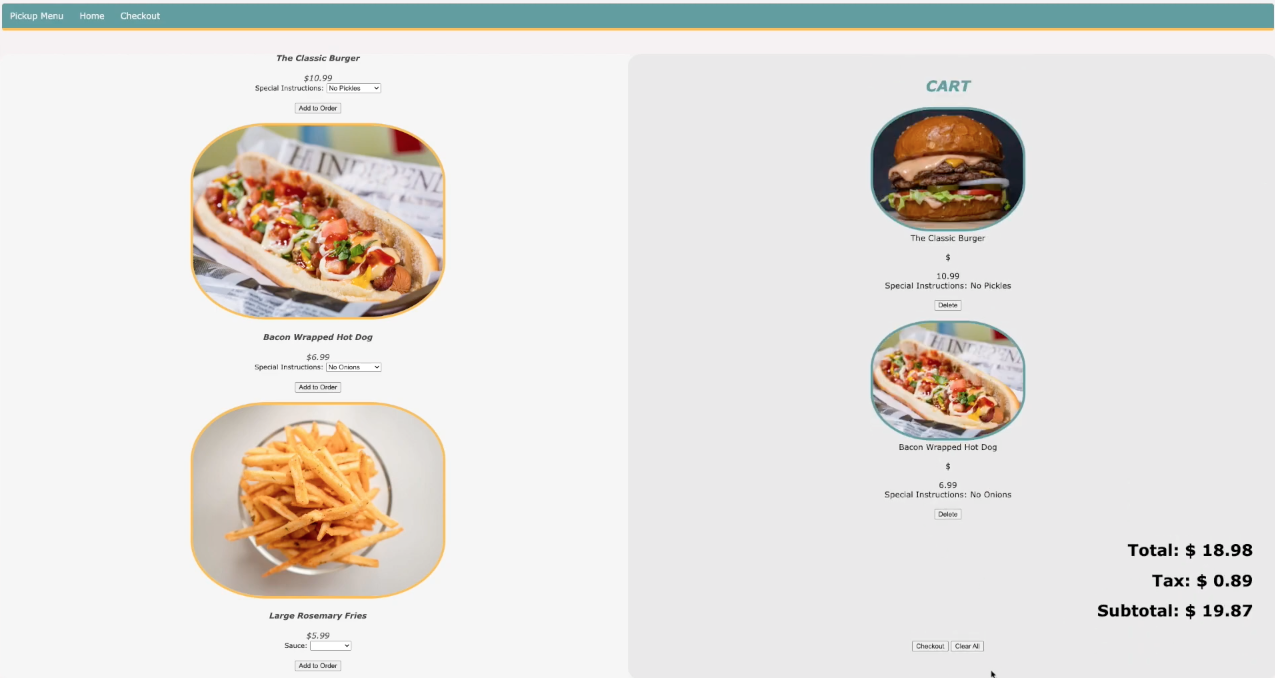 Pickup Menu Home Checkout
The Classic Burger
$10.99
Special Instructions: No Pickles
Add to Order
Bacon Wrapped Hot Dog
$6.99
Special Instructions: No Onions
Add to Order
Large Rosemary Fries
$5.99
Sauce:
Add to Order
CART
The Classic Burger
$
10.99
Special Instructions: No Pickles
Delete
Bacon Wrapped Hot Dog
$
6.99
Special Instructions: No Onions
Delete
Total: $ 18.98
Tax: $ 0.89
Subtotal: $ 19.87
Checkout Clear All